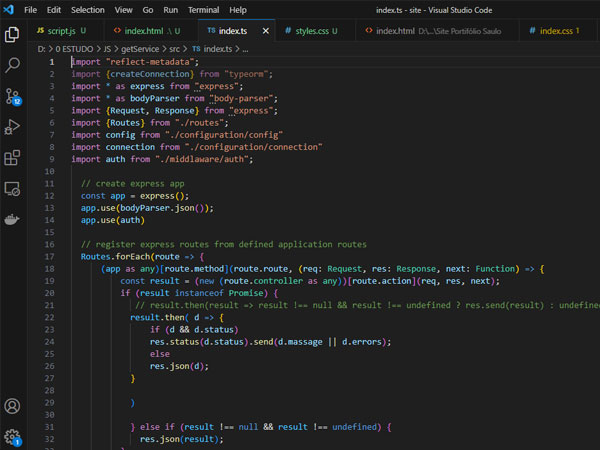 File Edit Selection View Go Run Terminal Help index.ts - site - Visual Studio Code
script.js U index.html .\ U index.ts styles.css U index.html D:\...\Site Portifólio Saulo index.css 1
D: > 0 ESTUDO > JS > getService > src > index.ts > ...
1 import "reflect-metadata";
2 import {createConnection} from "typeorm";
3 import * as express from "express";
4 import * as bodyParser from "body-parser";
5 import {Request, Response} from "express";
6 import {Routes} from "./routes";
7 import config from "./configuration/config"
8 import connection from "./configuration/connection"
9 import auth from "./middlaware/auth";
10
11 // create express app
12 const app = express();
13 app.use(bodyParser.json());
14 app.use(auth)
15
16 // register express routes from defined application routes
17 Routes.forEach(route => {
18 (app as any)[route.method](route.route, (req: Request, res: Response, next: Function) => {
19 const result = (new (route.controller as any))[route.action](req, res, next);
20 if (result instanceof Promise) {
21 // result.then(result => result !== null && result !== undefined ? res.send(result) : undefined
22 result.then( d => {
23 if (d && d.status)
24 res.status(d.status).send(d.massage || d.errors);
25 else
26 res.json(d);
27 }
28
29 )
30
31 } else if (result !== null && result !== undefined) {
32 res.json(result);
12
1